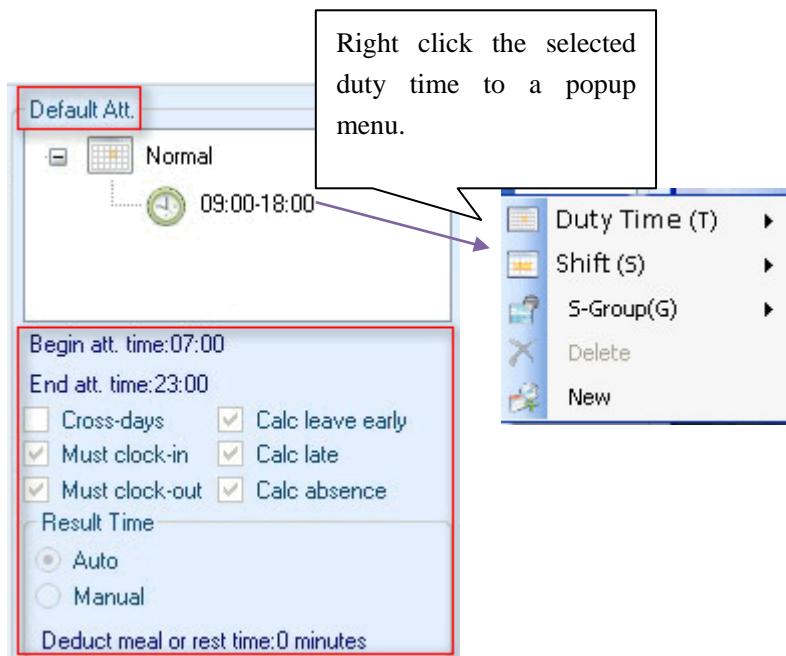 Right click the selected
duty time to a popup
menu.
Default Att.
Normal
09:00-18:00
Duty Time (T)
Shift (S)
S-Group(G)
Delete
New
Begin att. time:07:00
End att. time:23:00
Cross-days Calc leave early
Must clock-in Calc late
Must clock-out Calc absence
Result Time
Auto
Manual
Deduct meal or rest time:0 minutes